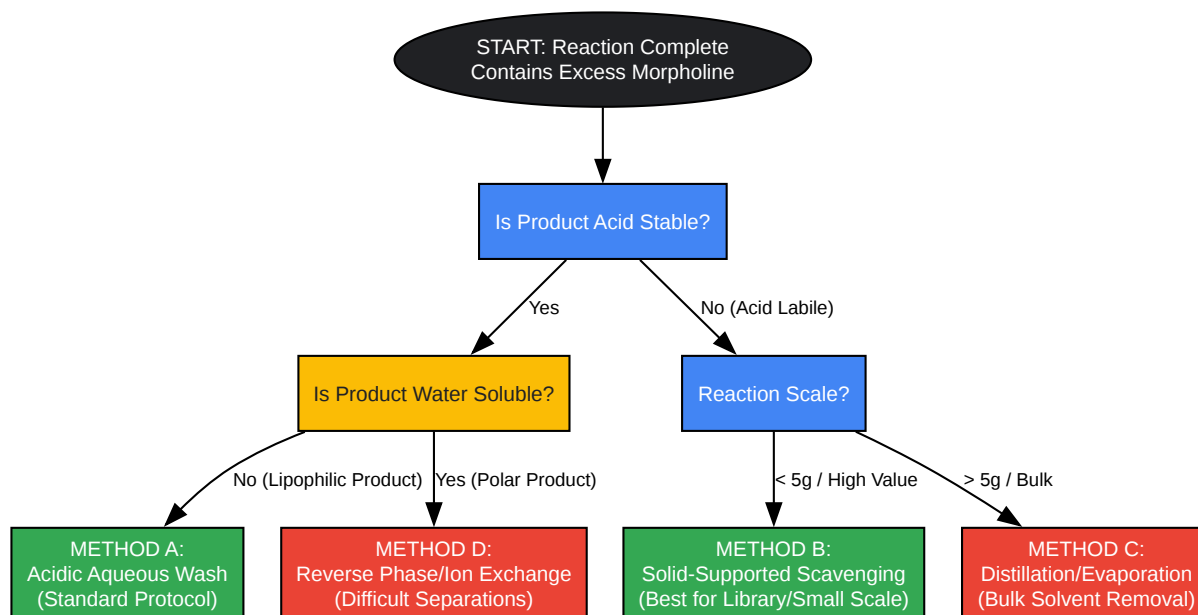 START: Reaction Complete
Contains Excess Morpholine
Is Product Acid Stable?
Yes
No (Acid Labile)
Is Product Water Soluble?
Reaction Scale?
No (Lipophilic Product)
Yes (Polar Product)
< 5g / High Value
> 5g / Bulk
METHOD A:
Acidic Aqueous Wash
(Standard Protocol)
METHOD D:
Reverse Phase/Ion Exchange
(Difficult Separations)
METHOD B:
Solid-Supported Scavenging
(Best for Library/Small Scale)
METHOD C:
Distillation/Evaporation
(Bulk Solvent Removal)